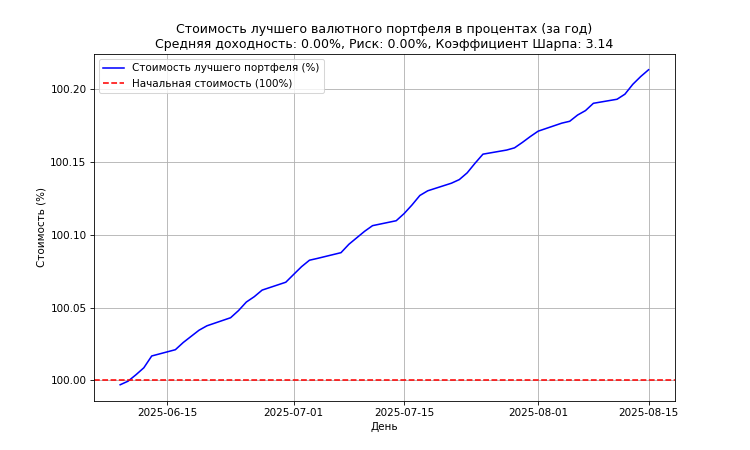 Стоимость лучшего валютного портфеля в процентах (за год)
Средняя доходность: 0.00%, Риск: 0.00%, Коэффициент Шарпа: 3.14
Стоимость лучшего портфеля (%)
Начальная стоимость (100%)
Стоимость (%)
100.20
100.15
100.10
100.05
100.00
2025-06-15
2025-07-01
2025-07-15
2025-08-01
2025-08-15
День